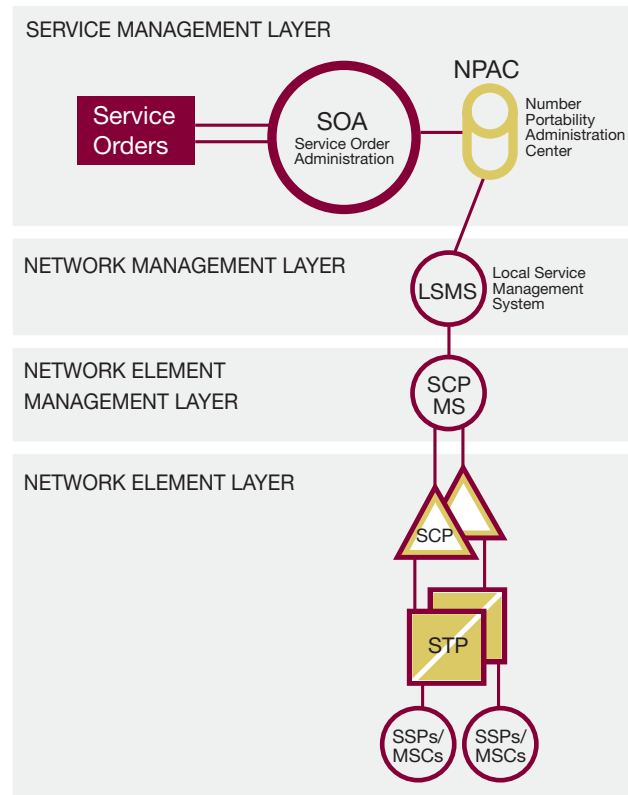 SERVICE MANAGEMENT LAYER
NPAC
Service
Orders
SOA
Service Order
Administration
Number
Portability
Administration
Center
NETWORK MANAGEMENT LAYER
LSMS
Local Service
Management
System
NETWORK ELEMENT
MANAGEMENT LAYER
SCP
MS
NETWORK ELEMENT LAYER
SCP
STP
SSPs/
MSCs
SSPs/
MSCs